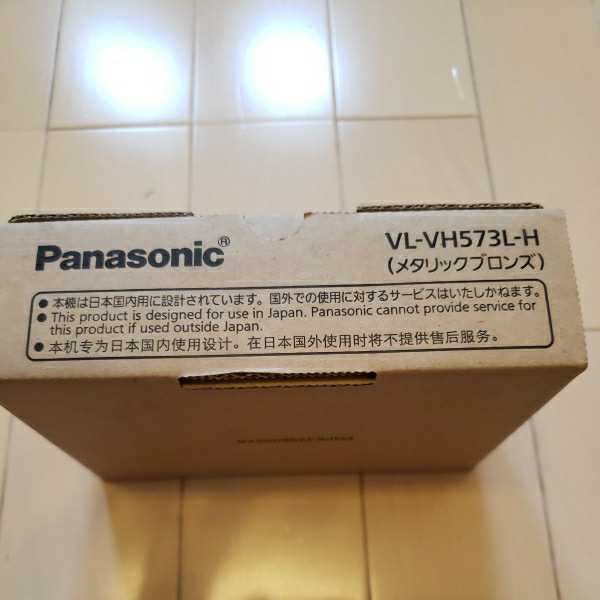 Panasonic®
VL-VH573L-H
(メタリックブロンズ)
● 本機は日本国内用に設計されています。国外での使用に対するサービスはいたしかねます。
● This product is designed for use in Japan. Panasonic cannot provide service for
this product if used outside Japan.
● 本机专为日本国内使用设计。在日本国外使用时将不提供售后服务。